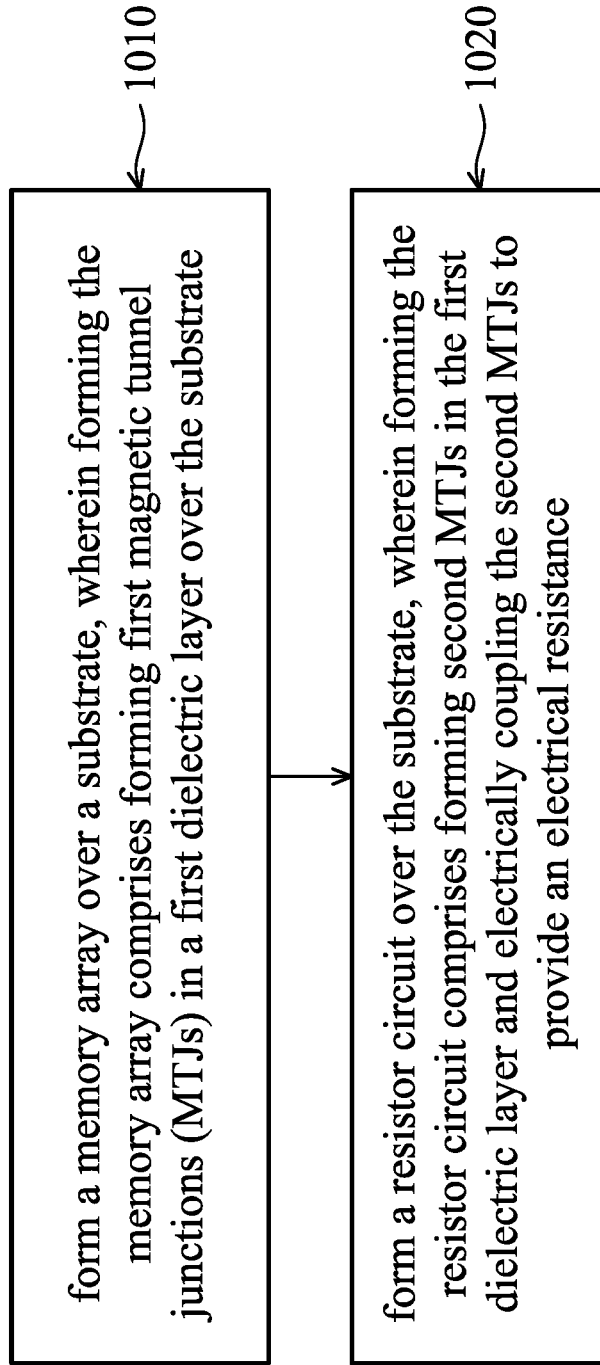 form a memory array over a substrate, wherein forming the
memory array comprises forming first magnetic tunnel
junctions (MTJs) in a first dielectric layer over the substrate
1010
form a resistor circuit over the substrate, wherein forming the
resistor circuit comprises forming second MTJs in the first
dielectric layer and electrically coupling the second MTJs to
provide an electrical resistance
1020